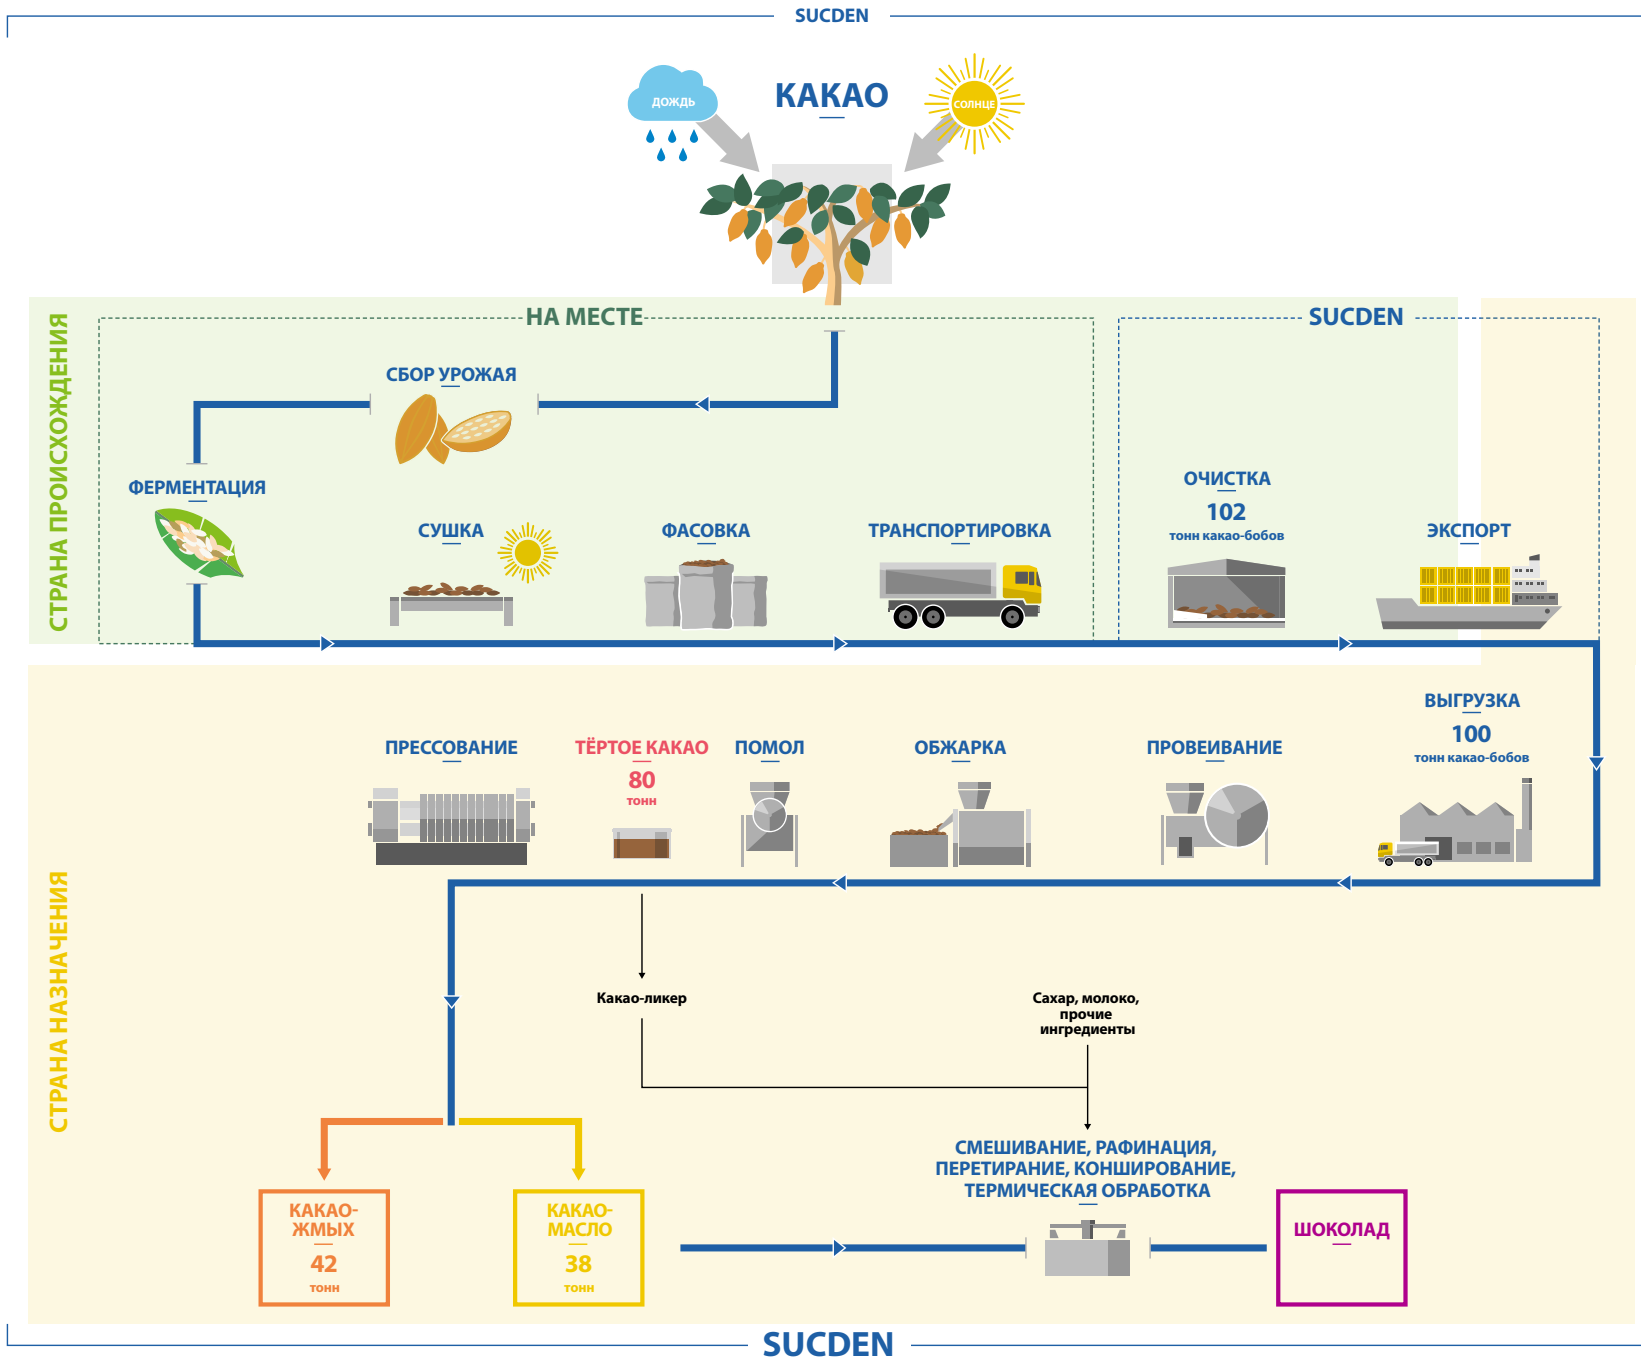 SUCDEN
КАКАО
ДОЖДЬ
СОЛНЦЕ
СТРАНА ПРОИСХОЖДЕНИЯ
НА МЕСТЕ
SUCDEN
СБОР УРОЖАЯ
ФЕРМЕНТАЦИЯ
СУШКА
ФАСОВКА
ТРАНСПОРТИРОВКА
ОЧИСТКА
102
тонн какао-бобов
ЭКСПОРТ
СТРАНА НАЗНАЧЕНИЯ
ВЫГРУЗКА
100
тонн какао-бобов
ПРЕССОВАНИЕ
ТЁРТОЕ КАКАО
80
тонн
ПОМОЛ
ОБЖАРКА
ПРОВЕИВАНИЕ
Какао-ликер
Сахар, молоко,
прочие
ингредиенты
СМЕШИВАНИЕ, РАФИНАЦИЯ,
ПЕРЕТИРАНИЕ, КОНШИРОВАНИЕ,
ТЕРМИЧЕСКАЯ ОБРАБОТКА
КАКАО-
ЖМЫХ
42
тонн
КАКАО-
МАСЛО
38
тонн
ШОКОЛАД
SUCDEN